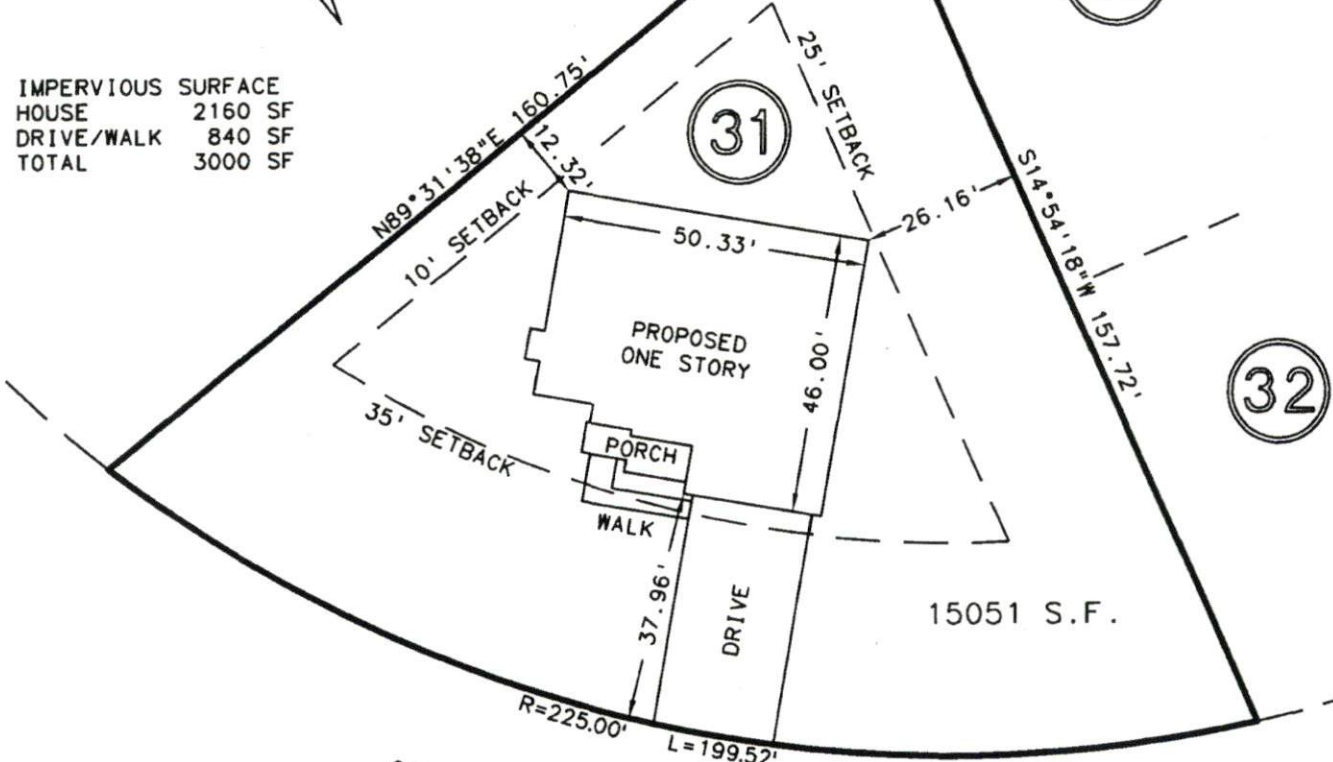 IMPERVIOUS SURFACE
HOUSE 2160 SF
DRIVE/WALK 840 SF
TOTAL 3000 SF
N89°31'38"E 160.75'
12.32'
10' SETBACK
31
25' SETBACK
26.16'
S14°54'18"W 157.72'
50.33'
PROPOSED
ONE STORY
46.00'
32
35' SETBACK
PORCH
WALK
37.96'
DRIVE
15051 S.F.
R=225.00'
L=199.52'